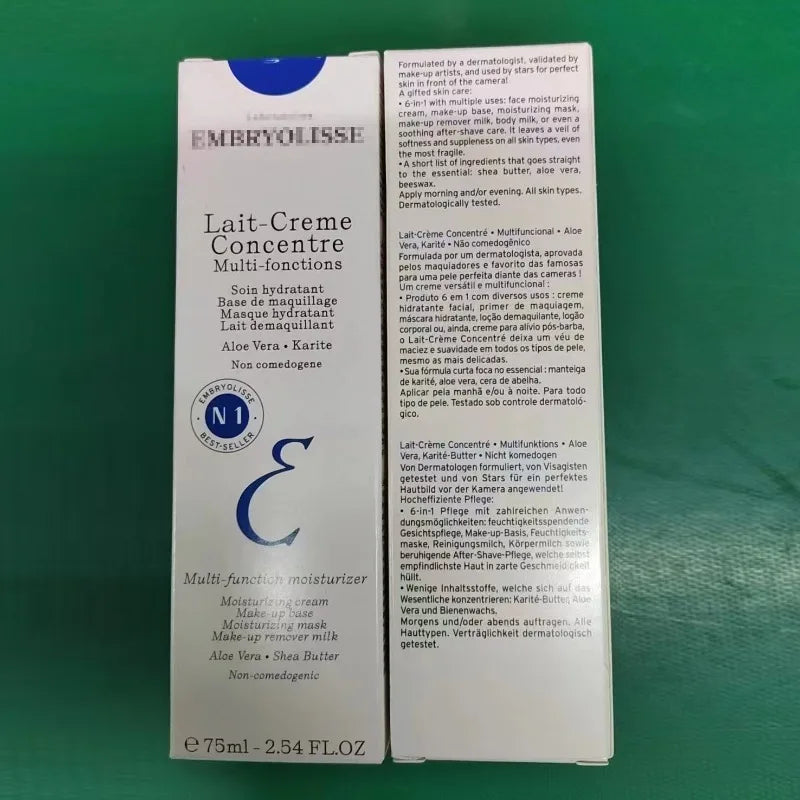 EMBRYOLISSE
Lait-Creme
Concentre
Multi-fonctions
Soin hydratant
Base de maquillage
Masque hydratant
Lait demaquillant
Aloe Vera • Karite
Non comedogene
EMBRYOLISSE
N 1
BEST-SELLER
E
Multi-function moisturizer
Moisturizing cream
Make-up base
Moisturizing mask
Make-up remover milk
Aloe Vera • Shea Butter
Non-comedogenic
e 75ml - 2.54 FL.OZ
Formulated by a dermatologist, validated by
make-up artists, and used by stars for perfect
skin in front of the camera!
A gifted skin care:
• 6-in-1 with multiple uses: face moisturizing
cream, make-up base, moisturizing mask,
make-up remover milk, body milk, or even a
soothing after-shave care. It leaves a veil of
softness and suppleness on all skin types, even
the most fragile.
• A short list of ingredients that goes straight
to the essential: shea butter, aloe vera,
beeswax.
Apply morning and/or evening. All skin types.
Dermatologically tested.
Lait-Crème Concentré • Multifuncional • Aloe
Vera, Karité • Não comedogênico
Formulada por um dermatologista, aprovada
pelos maquiadores e favorito das famosas
para uma pele perfeita diante das cameras !
Um creme versátil e multifuncional :
• Produto 6 em 1 com diversos usos : creme
hidratante facial, primer de maquiagem,
máscara hidratante, loção demaquilante, loção
corporal ou, ainda, creme para alívio pós-barba,
o Lait-Crème Concentré deixa um véu de
maciez e suavidade em todos os tipos de pele,
mesmo as mais delicadas.
• Sua fórmula curta foca no essencial : manteiga
de karité, aloe vera, cera de abelha.
Aplicar pela manhã e/ou à noite. Para todo
tipo de pele. Testado sob controle dermatoló-
gico.
Lait-Crème Concentré • Multifunktions • Aloe
Vera, Karité-Butter • Nicht komedogen
Von Dermatologen formuliert, von Visagisten
getestet und von Stars für ein perfektes
Hautbild vor der Kamera angewendet!
Hocheffiziente Pflege:
• 6-in-1 Pflege mit zahlreichen Anwen-
dungsmöglichkeiten: feuchtigkeitsspendende
Gesichtspflege, Make-up-Basis, Feuchtigkeits-
maske, Reinigungsmilch, Körpermilch sowie
beruhigende After-Shave-Pflege, welche selbst
empfindlichste Haut in zarte Geschmeidigkeit
hüllt.
• Wenige Inhaltsstoffe, welche sich auf das
Wesentliche konzentrieren: Karité-Butter, Aloe
Vera und Bienenwachs.
Morgens und/oder abends auftragen. Alle
Hauttypen. Verträglichkeit dermatologisch
getestet.